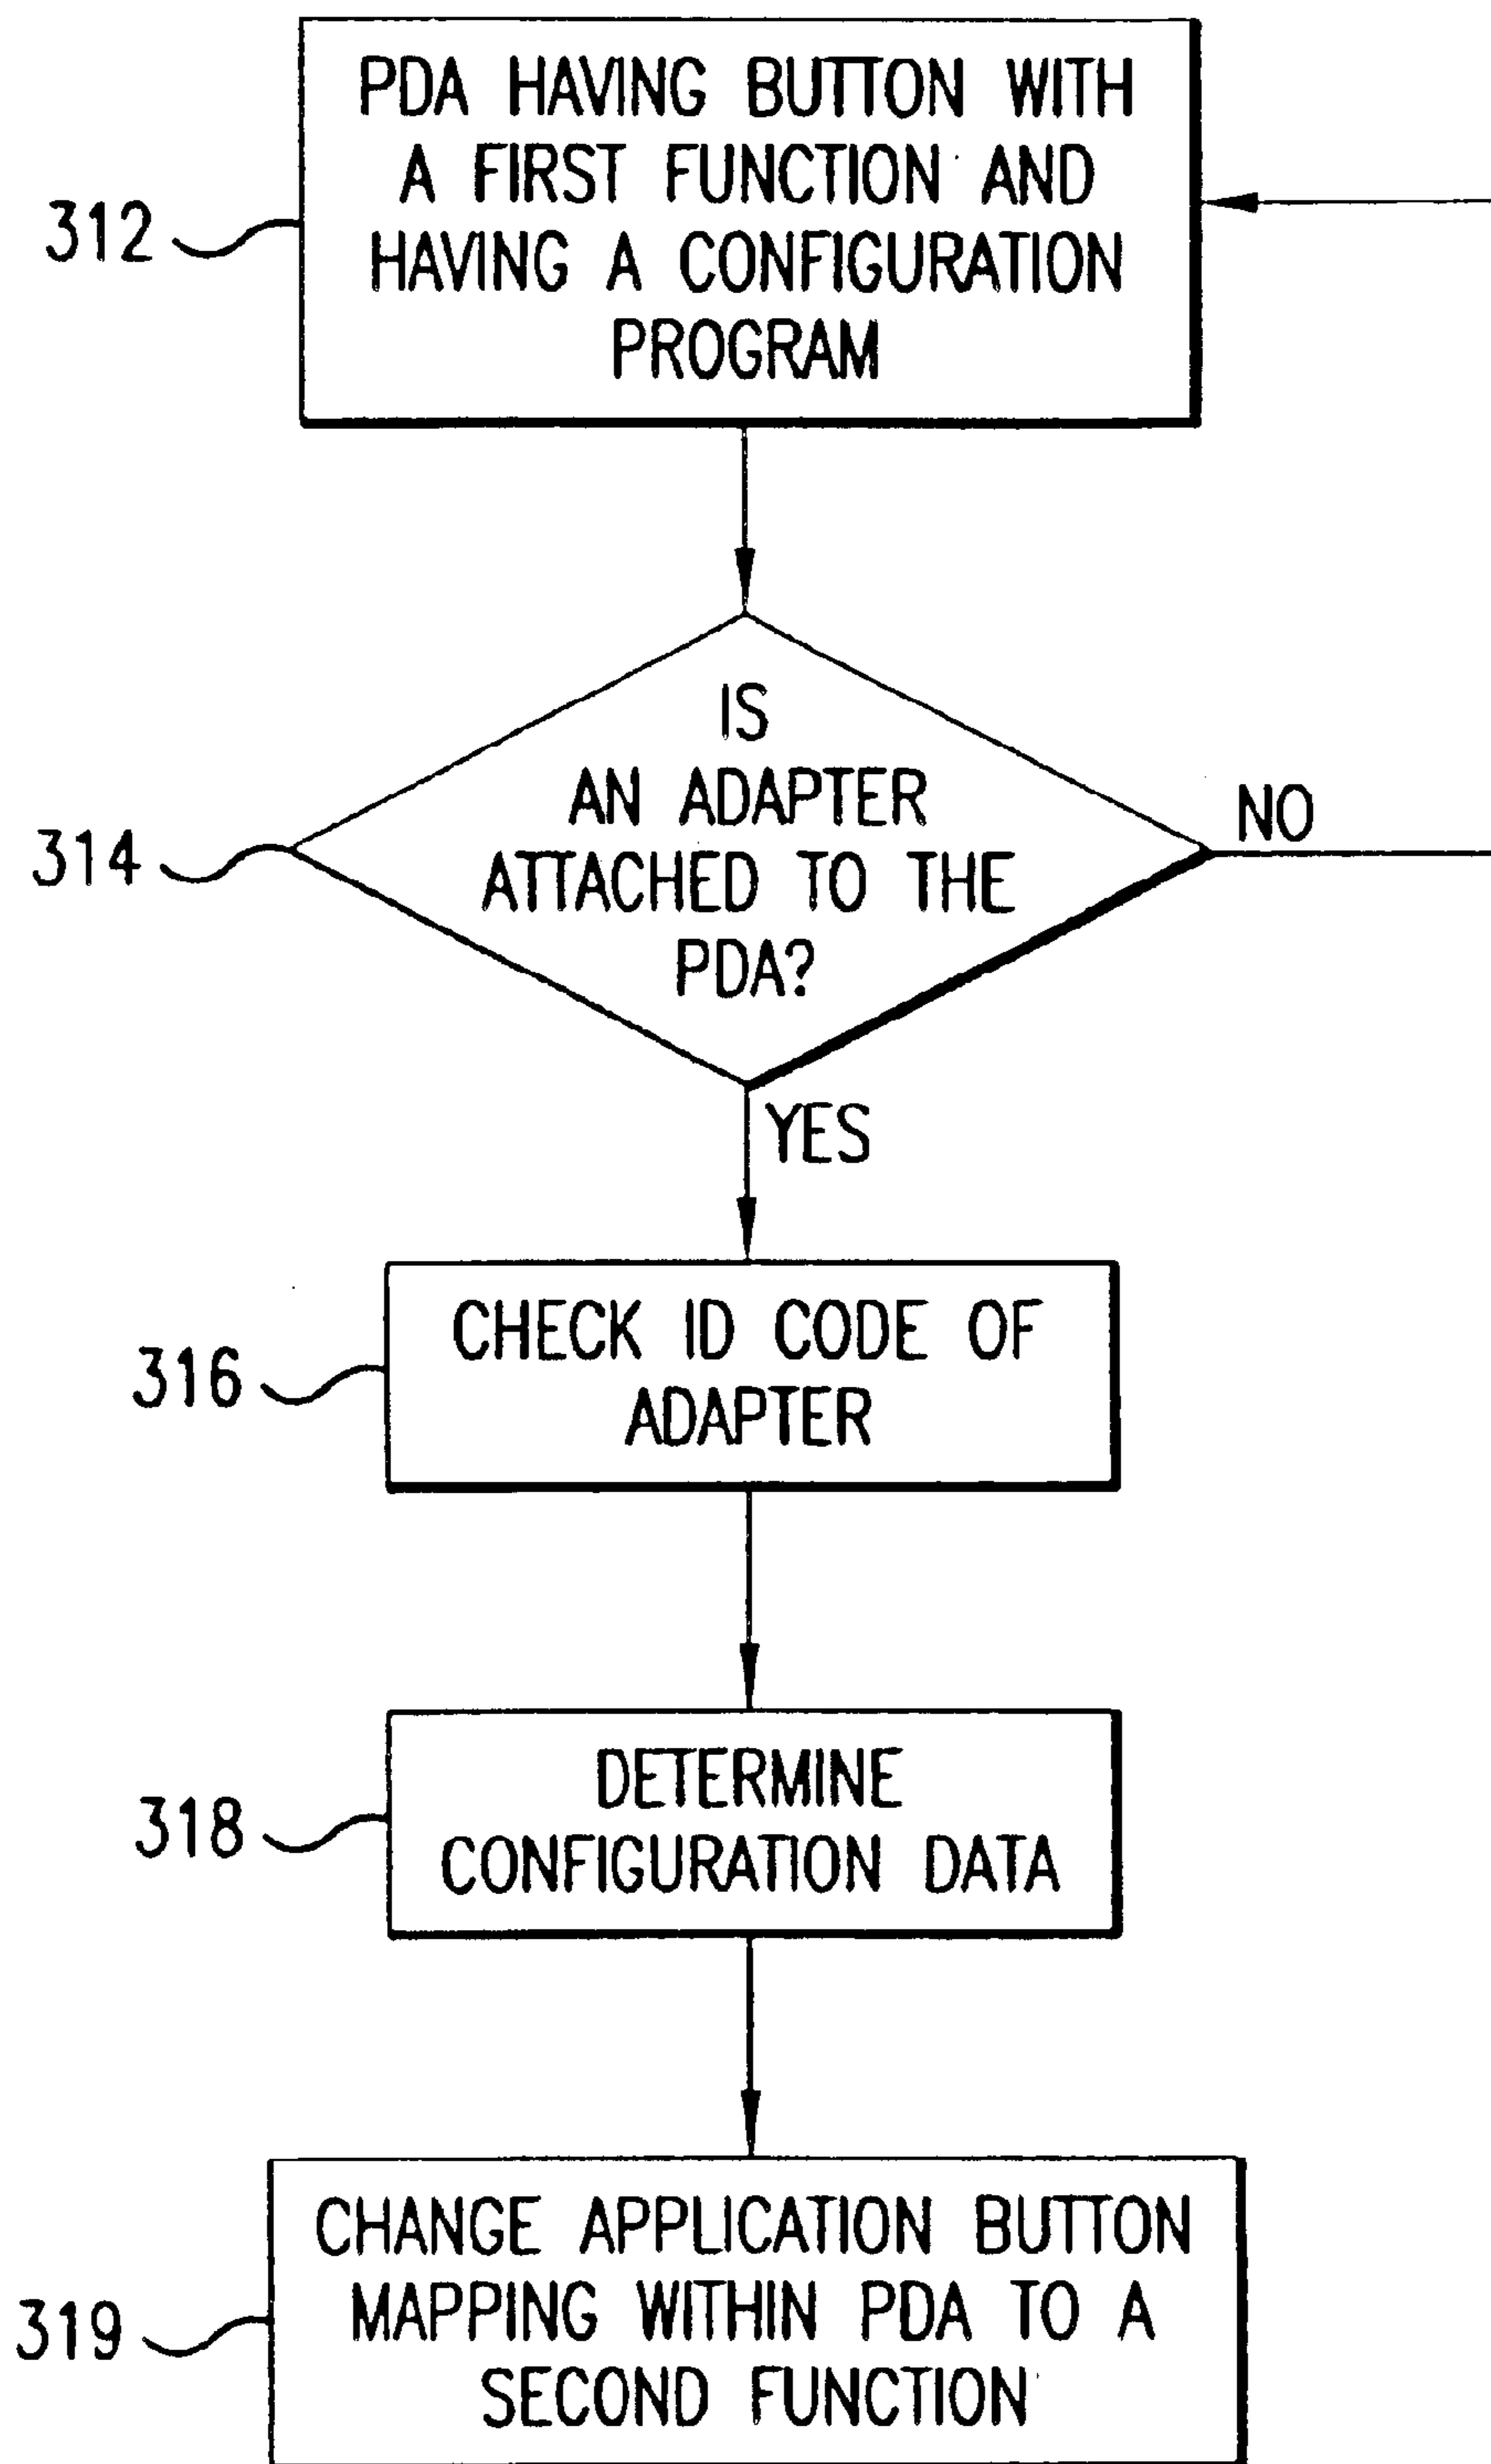 PDA HAVING BUTTON WITH
A FIRST FUNCTION AND
HAVING A CONFIGURATION
PROGRAM
312
IS
AN ADAPTER
ATTACHED TO THE
PDA?
314
NO
YES
CHECK ID CODE OF
ADAPTER
316
DETERMINE
CONFIGURATION DATA
318
CHANGE APPLICATION BUTTON
MAPPING WITHIN PDA TO A
SECOND FUNCTION
319